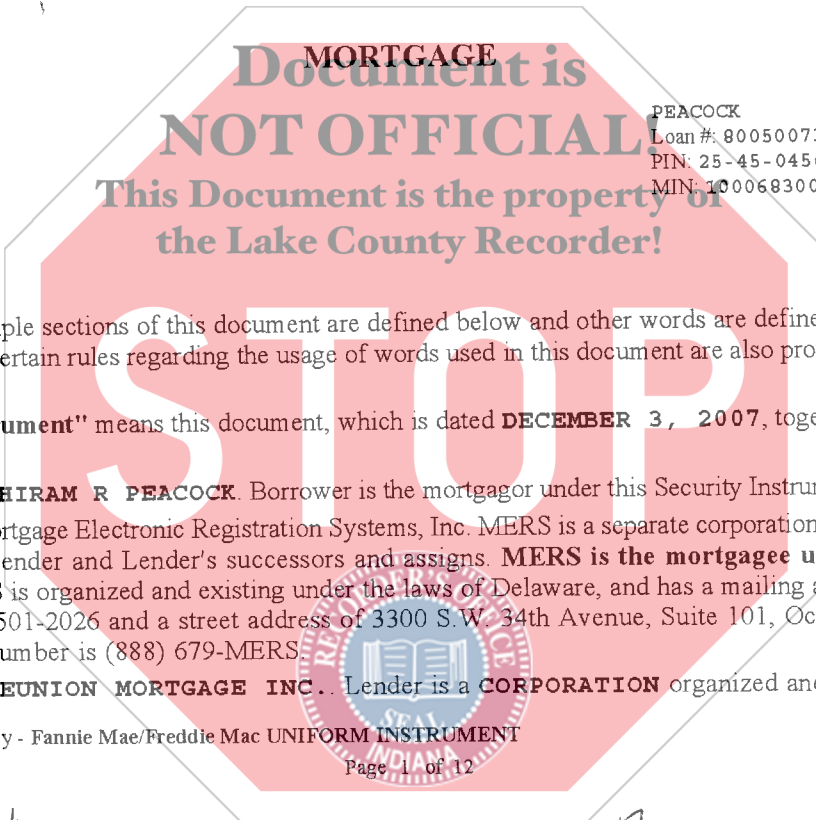 MORTGAGE
Document is
NOT OFFICIAL!
This Document is the property of
the Lake County Recorder!
PEACOCK
Loan #: 8005007
PIN: 25-45-045
MIN: 100068300
STOP
ple sections of this document are defined below and other words are define
ertain rules regarding the usage of words used in this document are also pro
ument" means this document, which is dated DECEMBER 3, 2007, toge
HIRAM R PEACOCK. Borrower is the mortgagor under this Security Instru
rtgage Electronic Registration Systems, Inc. MERS is a separate corporation
ender and Lender's successors and assigns. MERS is the mortgagee u
S is organized and existing under the laws of Delaware, and has a mailing a
501-2026 and a street address of 3300 S.W. 34th Avenue, Suite 101, Oc
umber is (888) 679-MERS.
EUNION MORTGAGE INC.. Lender is a CORPORATION organized and
y - Fannie Mae/Freddie Mac UNIFORM INSTRUMENT
Page 1 of 12
RECORDER'S OFFICE
SEAL
INDIANA